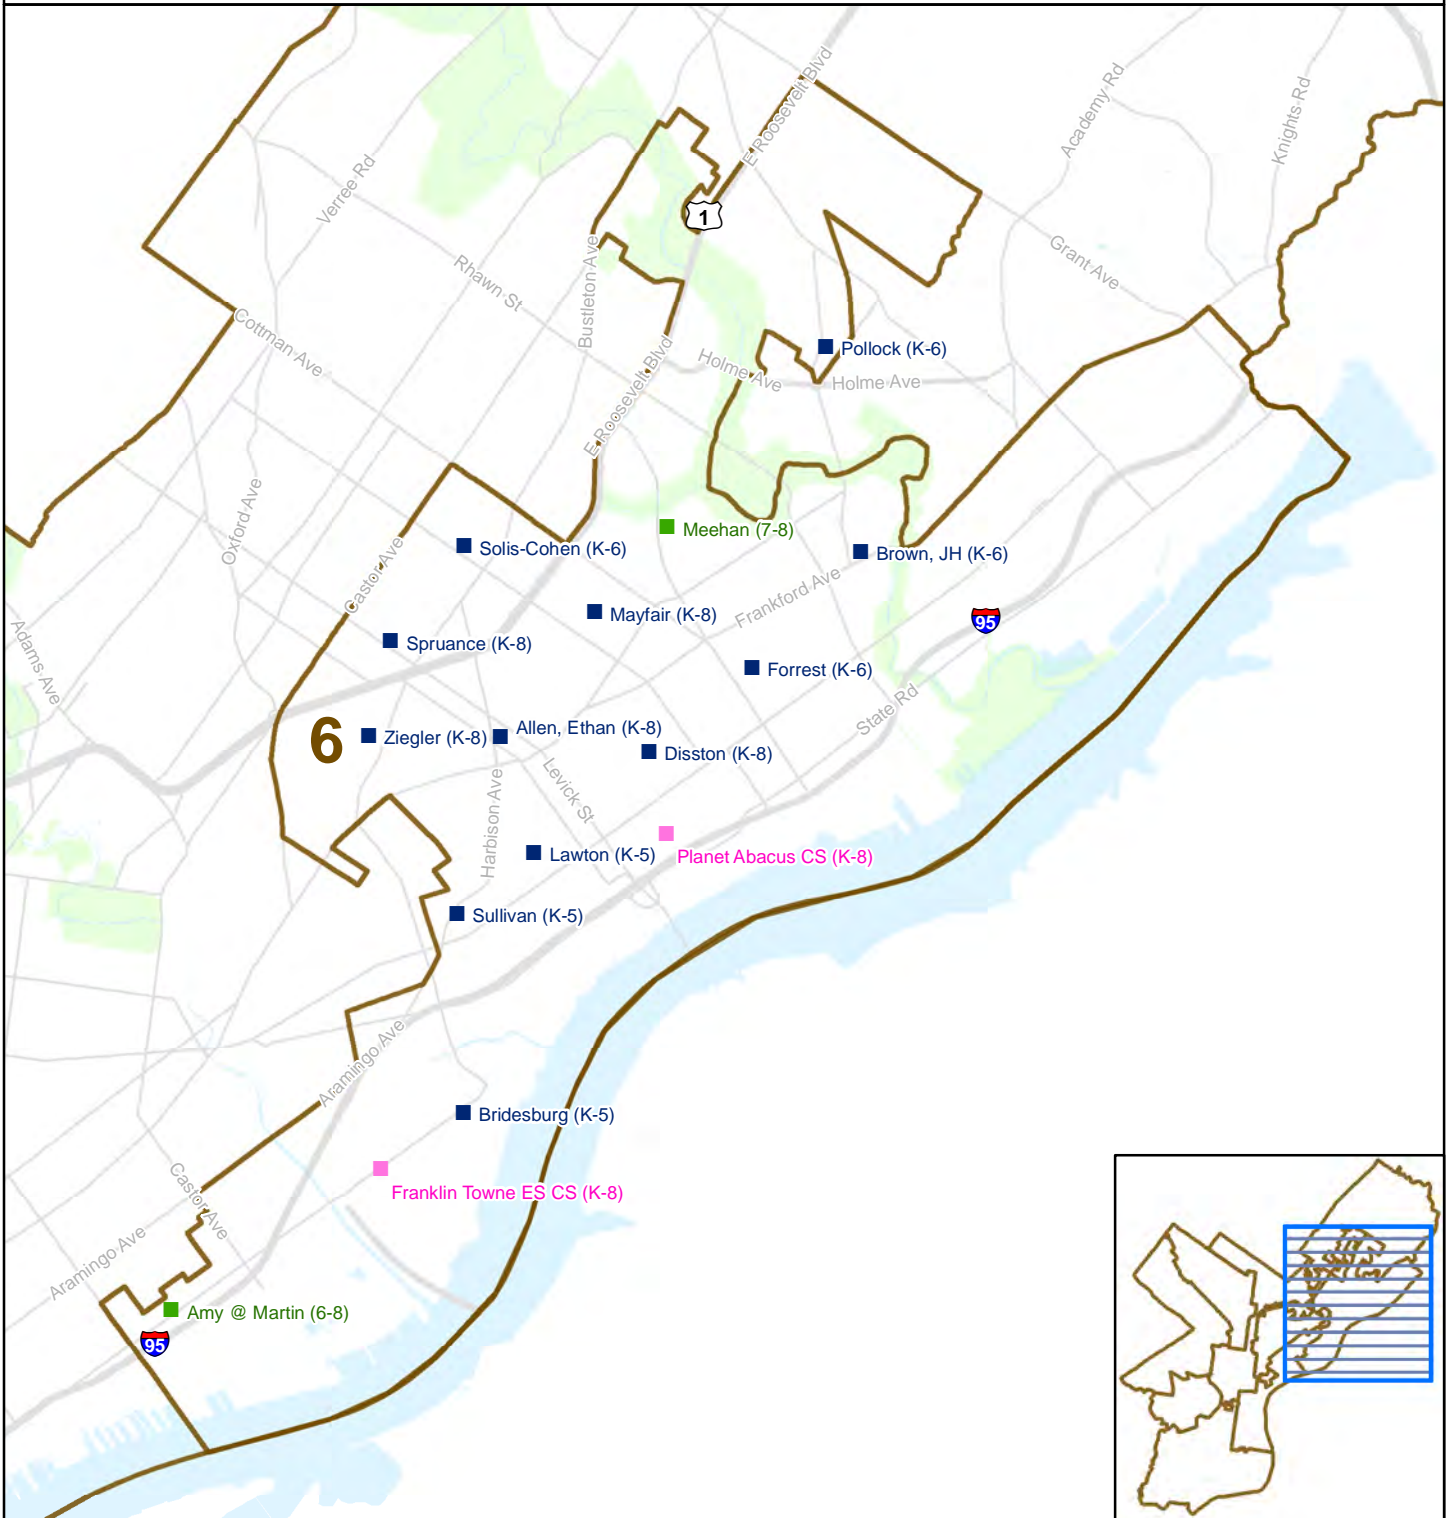 E Roosevelt Blvd
Academy Rd
Knights Rd
Verree Rd
1
Grant Ave
Rhawn St
Bustleton Ave
Cottman Ave
Pollock (K-6)
Holme Ave
Holme Ave
E Roosevelt Blvd
Oxford Ave
Meehan (7-8)
Solis-Cohen (K-6)
Brown, JH (K-6)
Castor Ave
Frankford Ave
Mayfair (K-8)
95
Spruance (K-8)
Adams Ave
Forrest (K-6)
State Rd
6
Allen, Ethan (K-8)
Ziegler (K-8)
Disston (K-8)
Levick St
Harbison Ave
Lawton (K-5)
Planet Abacus CS (K-8)
Sullivan (K-5)
Aramingo Ave
Bridesburg (K-5)
Franklin Towne ES CS (K-8)
Castor Ave
Aramingo Ave
Amy @ Martin (6-8)
95